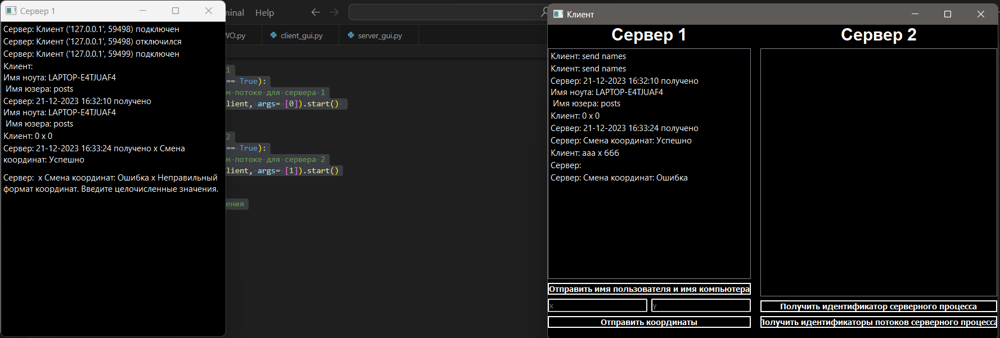 Сервер 1
Сервер: Клиент ('127.0.0.1', 59498) подключен
Сервер: Клиент ('127.0.0.1', 59498) отключился
Сервер: Клиент ('127.0.0.1', 59499) подключен
Клиент:
Имя ноута: LAPTOP-E4TJUAF4
Имя юзера: posts
Сервер: 21-12-2023 16:32:10 получено
Имя ноута: LAPTOP-E4TJUAF4
Имя юзера: posts
Клиент: 0 x 0
Сервер: 21-12-2023 16:33:24 получено x Смена
координат: Успешно
Сервер:  x Смена координат: Ошибка x Неправильный
формат координат. Введите целочисленные значения.
minal Help
WO.py client_gui.py server_gui.py
1
== True):
м потоке для сервера 1
lient, args= [0]).start()
2
== True):
м потоке для сервера 2
lient, args= [1]).start()
ения
Клиент
Сервер 1
Клиент: send names
Клиент: send names
Сервер: 21-12-2023 16:32:10 получено
Имя ноута: LAPTOP-E4TJUAF4
Имя юзера: posts
Клиент: 0 x 0
Сервер: 21-12-2023 16:33:24 получено
Сервер: Смена координат: Успешно
Клиент: aaa x 666
Сервер:
Сервер: Смена координат: Ошибка
Отправить имя пользователя и имя компьютера
x y
Отправить координаты
Сервер 2
Получить идентификатор серверного процесса
Получить идентификаторы потоков серверного процесса